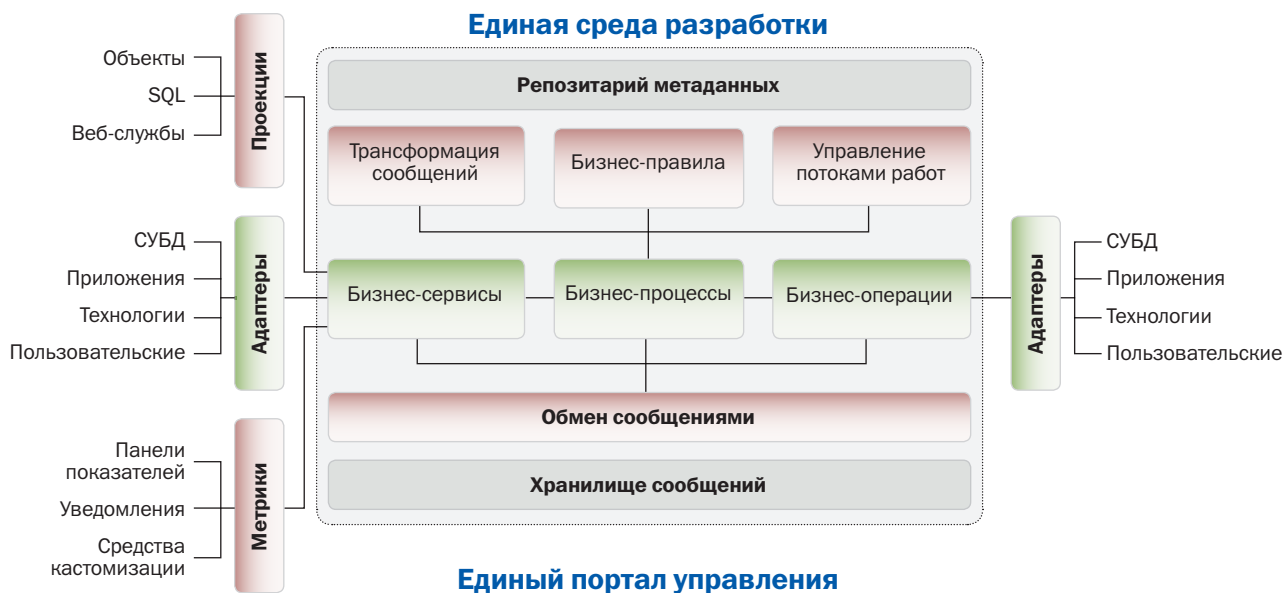 Единая среда разработки
Объекты
SQL
Веб-службы
Проекции
Репозитарий метаданных
Трансформация
сообщений
Бизнес-правила
Управление
потоками работ
СУБД
Приложения
Технологии
Пользовательские
Адаптеры
Бизнес-сервисы
Бизнес-процессы
Бизнес-операции
Адаптеры
СУБД
Приложения
Технологии
Пользовательские
Обмен сообщениями
Хранилище сообщений
Панели
показателей
Уведомления
Средства
кастомизации
Метрики
Единый портал управления